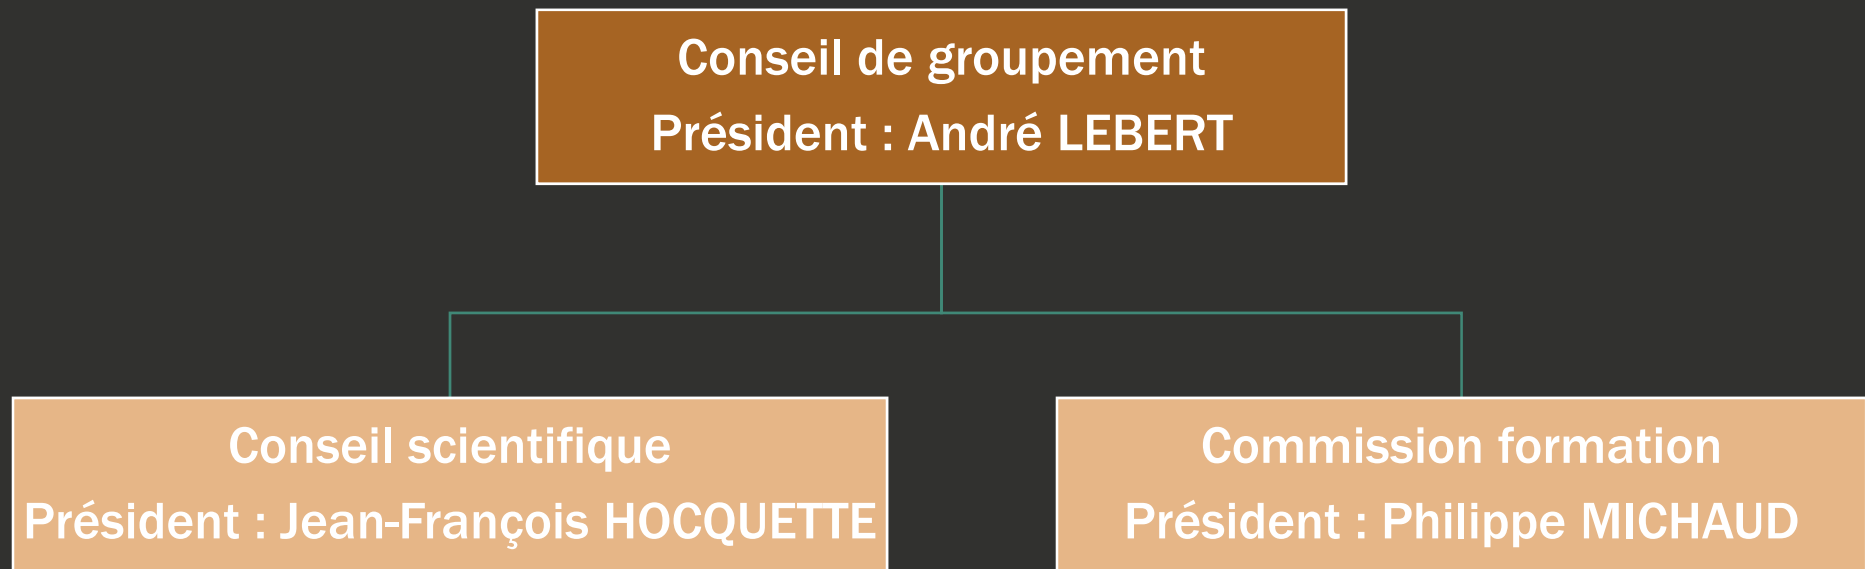 Conseil de groupement
Président : André LEBERT
Conseil scientifique
Président : Jean-François HOCQUETTE
Commission formation
Président : Philippe MICHAUD